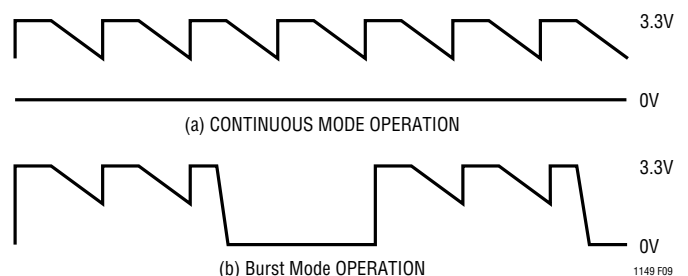 3.3V
0V
(a) CONTINUOUS MODE OPERATION
3.3V
0V
(b) Burst Mode OPERATION
1149 F09